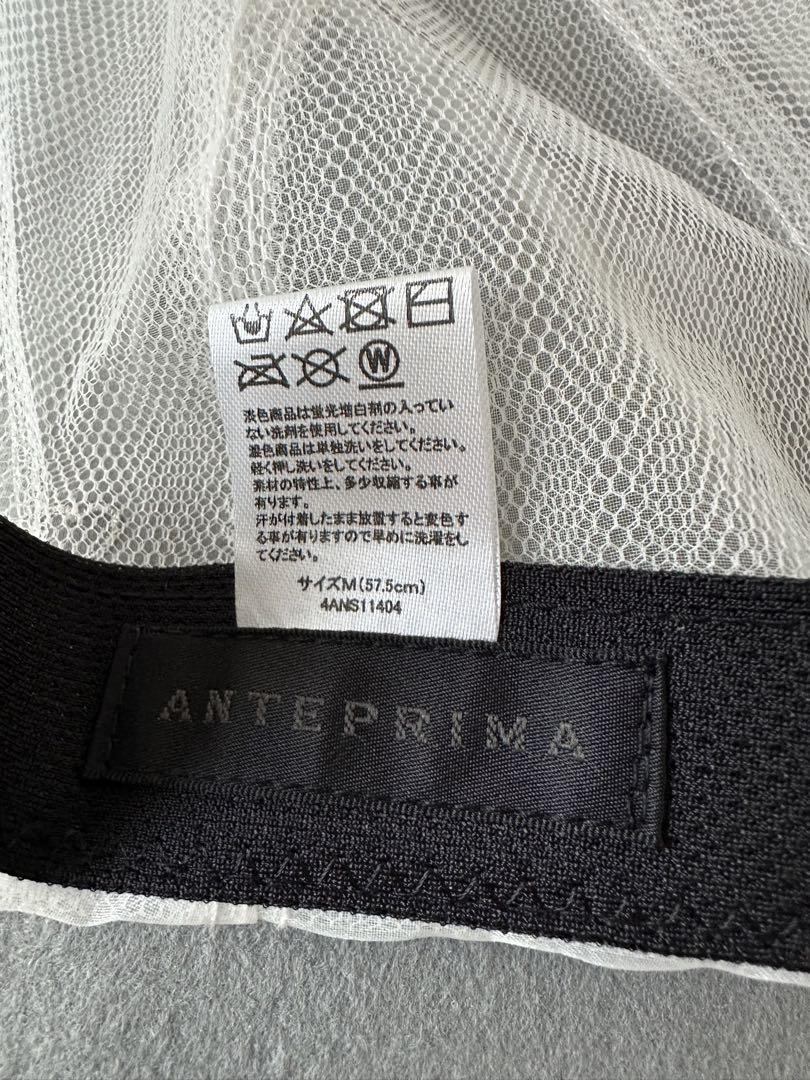 W
淡色商品は蛍光増白剤の入ってい
ない洗剤を使用してください。
濃色商品は単独洗いをしてください。
軽く押し洗いをしてください。
素材の特性上、多少収縮する事が
有ります。
汗が付着したまま放置すると変色す
る事が有りますので早めに洗濯をし
てください。
サイズM(57.5cm)
4ANS11404
ANTEPRIMA